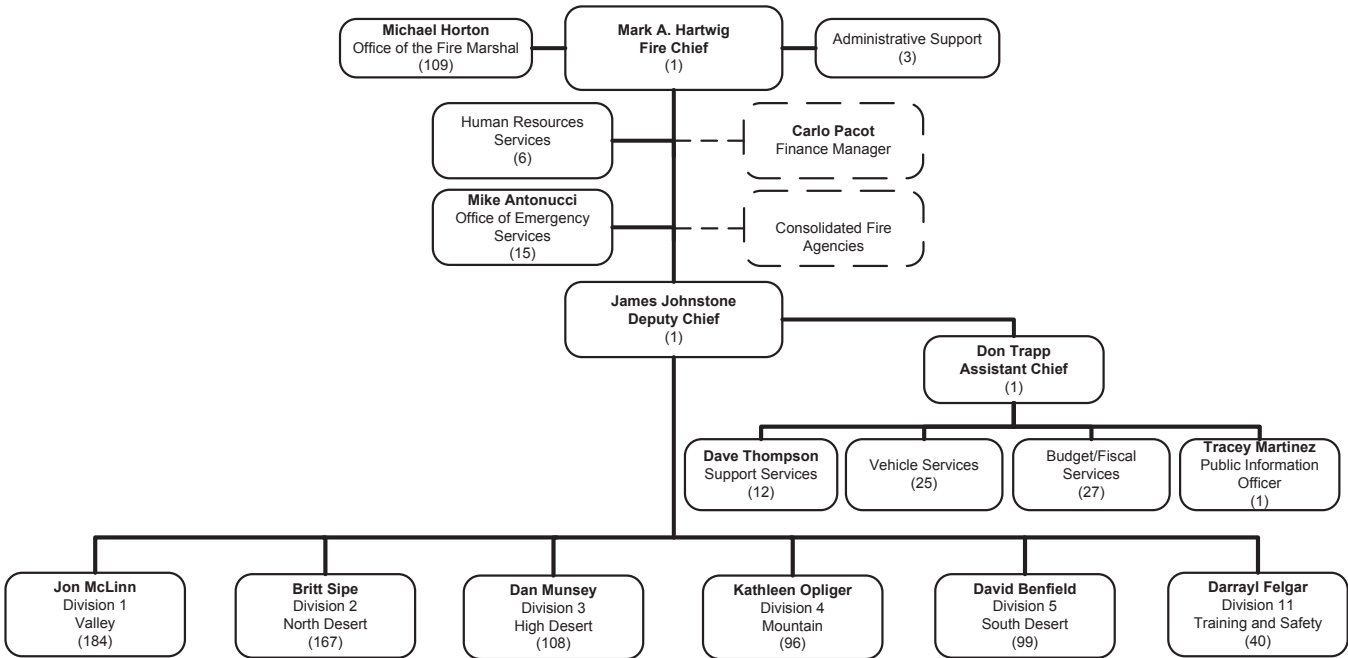 Michael Horton
Office of the Fire Marshal
(109)
Mark A. Hartwig
Fire Chief
(1)
Administrative Support
(3)
Human Resources
Services
(6)
Carlo Pacot
Finance Manager
Mike Antonucci
Office of Emergency
Services
(15)
Consolidated Fire
Agencies
James Johnstone
Deputy Chief
(1)
Don Trapp
Assistant Chief
(1)
Dave Thompson
Support Services
(12)
Vehicle Services
(25)
Budget/Fiscal
Services
(27)
Tracey Martinez
Public Information
Officer
(1)
Jon McLinn
Division 1
Valley
(184)
Britt Sipe
Division 2
North Desert
(167)
Dan Munsey
Division 3
High Desert
(108)
Kathleen Opliger
Division 4
Mountain
(96)
David Benfield
Division 5
South Desert
(99)
Darrayl Felgar
Division 11
Training and Safety
(40)